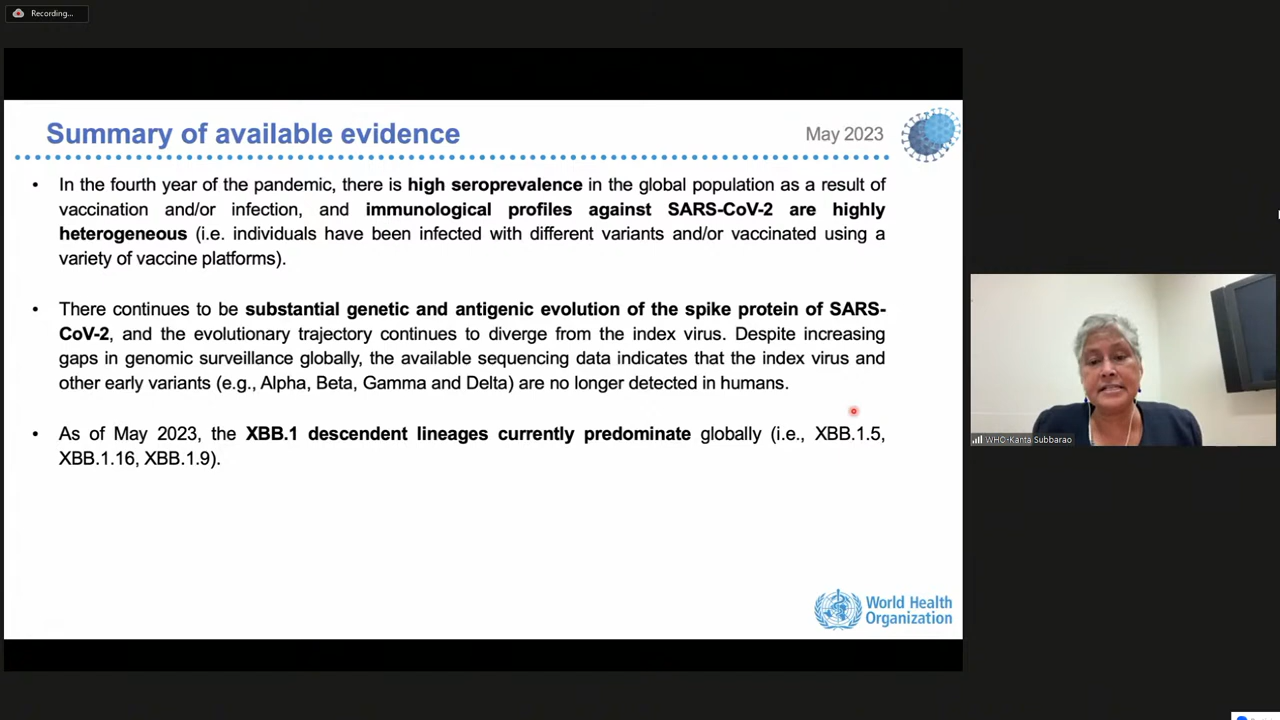 Recording...
Summary of available evidence
May 2023
• In the fourth year of the pandemic, there is high seroprevalence in the global population as a result of
vaccination and/or infection, and immunological profiles against SARS-CoV-2 are highly
heterogeneous (i.e. individuals have been infected with different variants and/or vaccinated using a
variety of vaccine platforms).
• There continues to be substantial genetic and antigenic evolution of the spike protein of SARS-
CoV-2, and the evolutionary trajectory continues to diverge from the index virus. Despite increasing
gaps in genomic surveillance globally, the available sequencing data indicates that the index virus and
other early variants (e.g., Alpha, Beta, Gamma and Delta) are no longer detected in humans.
• As of May 2023, the XBB.1 descendent lineages currently predominate globally (i.e., XBB.1.5,
XBB.1.16, XBB.1.9).
World Health
Organization
WHO-Kanta Subbarao